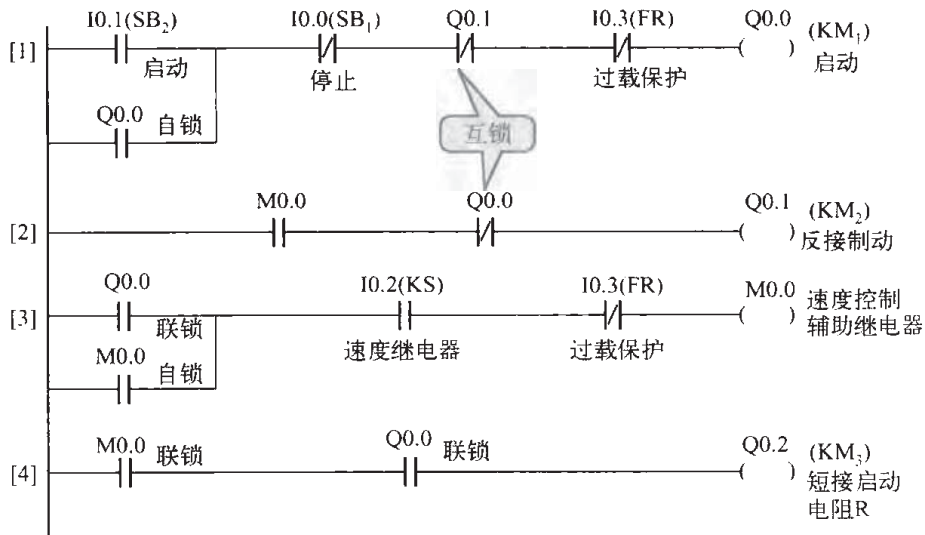 I0.1(SB₂) I0.0(SB₁) Q0.1 I0.3(FR) Q0.0
[1] (KM₁)
启动 停止 过载保护 启动
Q0.0 自锁
互锁
M0.0 Q0.0 Q0.1
[2] (KM₂)
反接制动
Q0.0 I0.2(KS) I0.3(FR) M0.0
[3] 速度控制
联锁 速度继电器 过载保护 辅助继电器
M0.0 自锁
M0.0 联锁 Q0.0 联锁 Q0.2
[4] (KM₃)
短接启动
电阻R